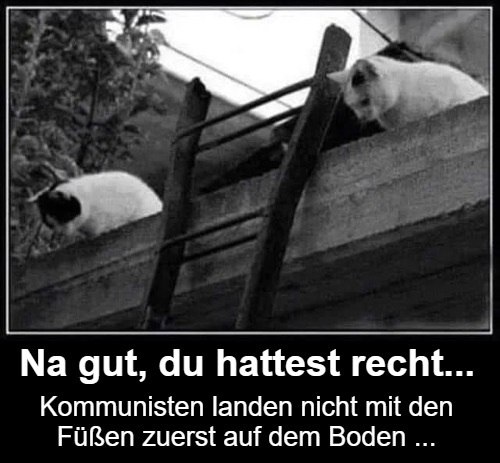 Na gut, du hattest recht...
Kommunisten landen nicht mit den
Füßen zuerst auf dem Boden ...